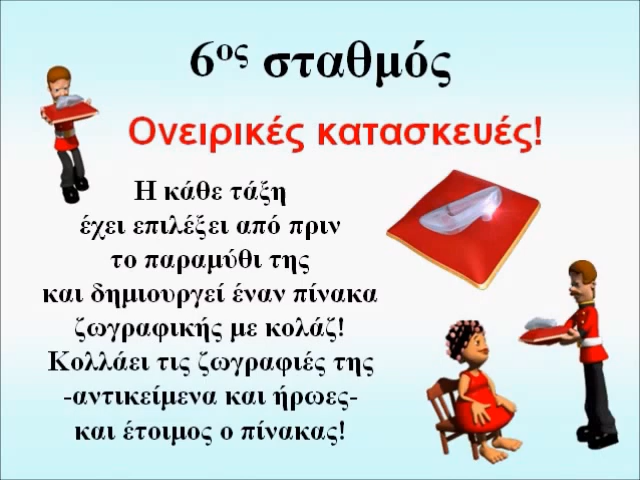 6ος σταθμός
Ονειρικές κατασκευές!
Η κάθε τάξη
έχει επιλέξει από πριν
το παραμύθι της
και δημιουργεί έναν πίνακα
ζωγραφικής με κολάζ!
Κολλάει τις ζωγραφιές της
-αντικείμενα και ήρωες-
και έτοιμος ο πίνακας!